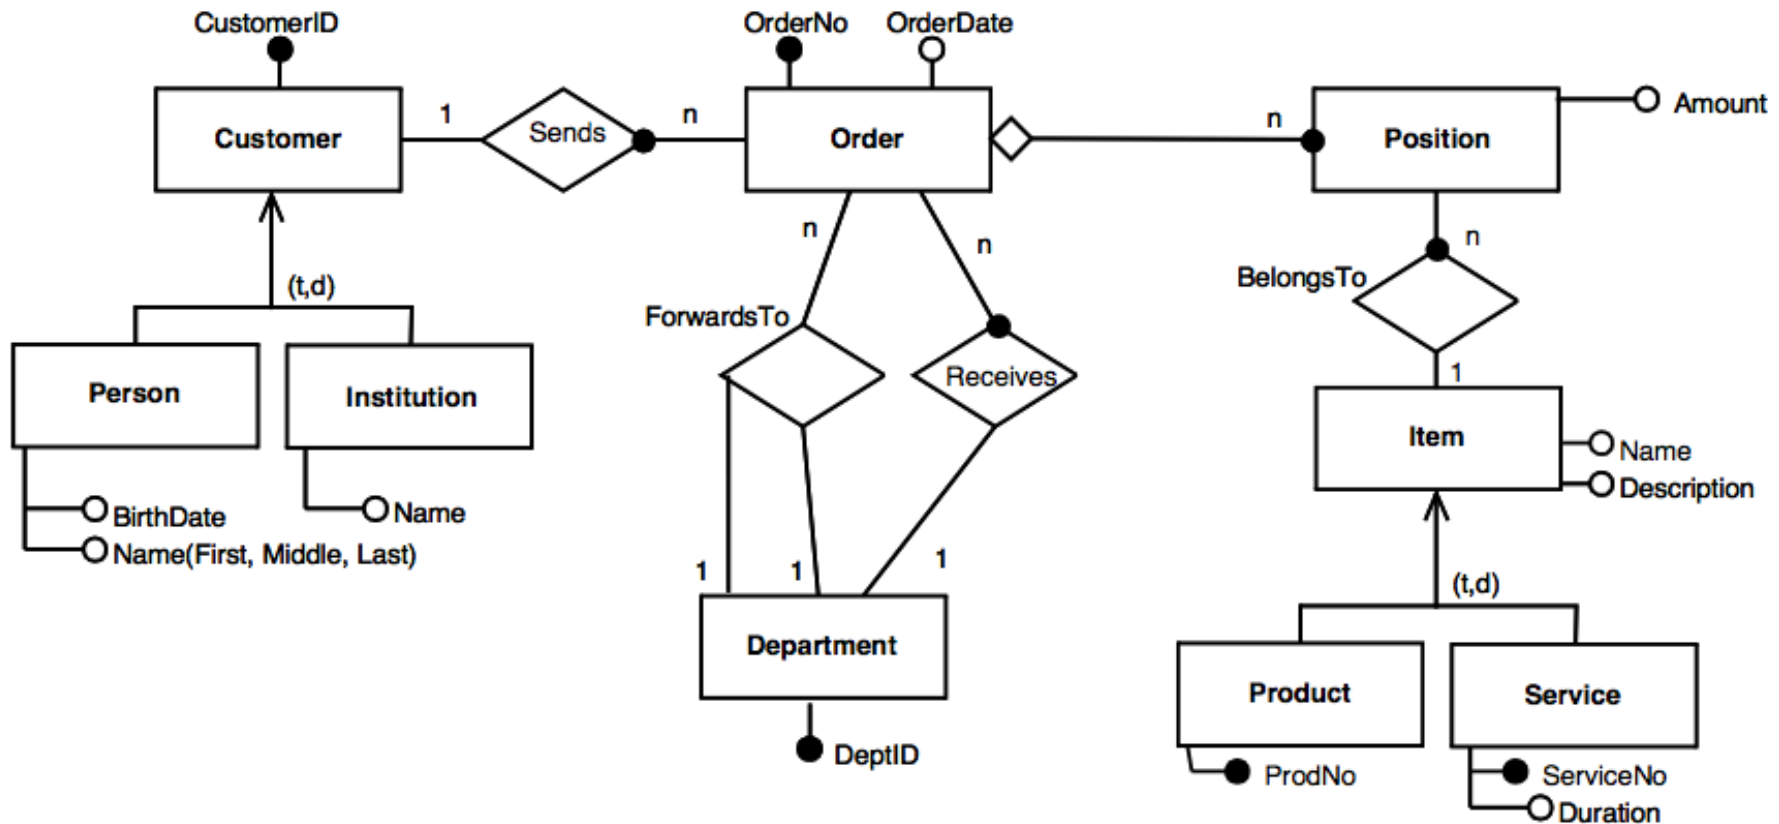 CustomerID
OrderNo
OrderDate
Customer
1
Sends
n
Order
n
Position
Amount
n
n
n
BelongsTo
(t,d)
ForwardsTo
Receives
1
Person
Institution
Item
Name
Description
BirthDate
Name
Name(First, Middle, Last)
1
1
1
(t,d)
Department
Product
Service
DeptID
ProdNo
ServiceNo
Duration